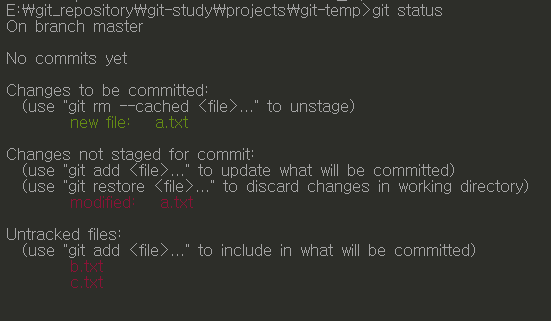 E:₩git_repository₩git-study₩projects₩git-temp>git status
On branch master
No commits yet
Changes to be committed:
(use "git rm --cached <file>..." to unstage)
new file: a.txt
Changes not staged for commit:
(use "git add <file>..." to update what will be committed)
(use "git restore <file>..." to discard changes in working directory)
modified: a.txt
Untracked files:
(use "git add <file>..." to include in what will be committed)
b.txt
c.txt